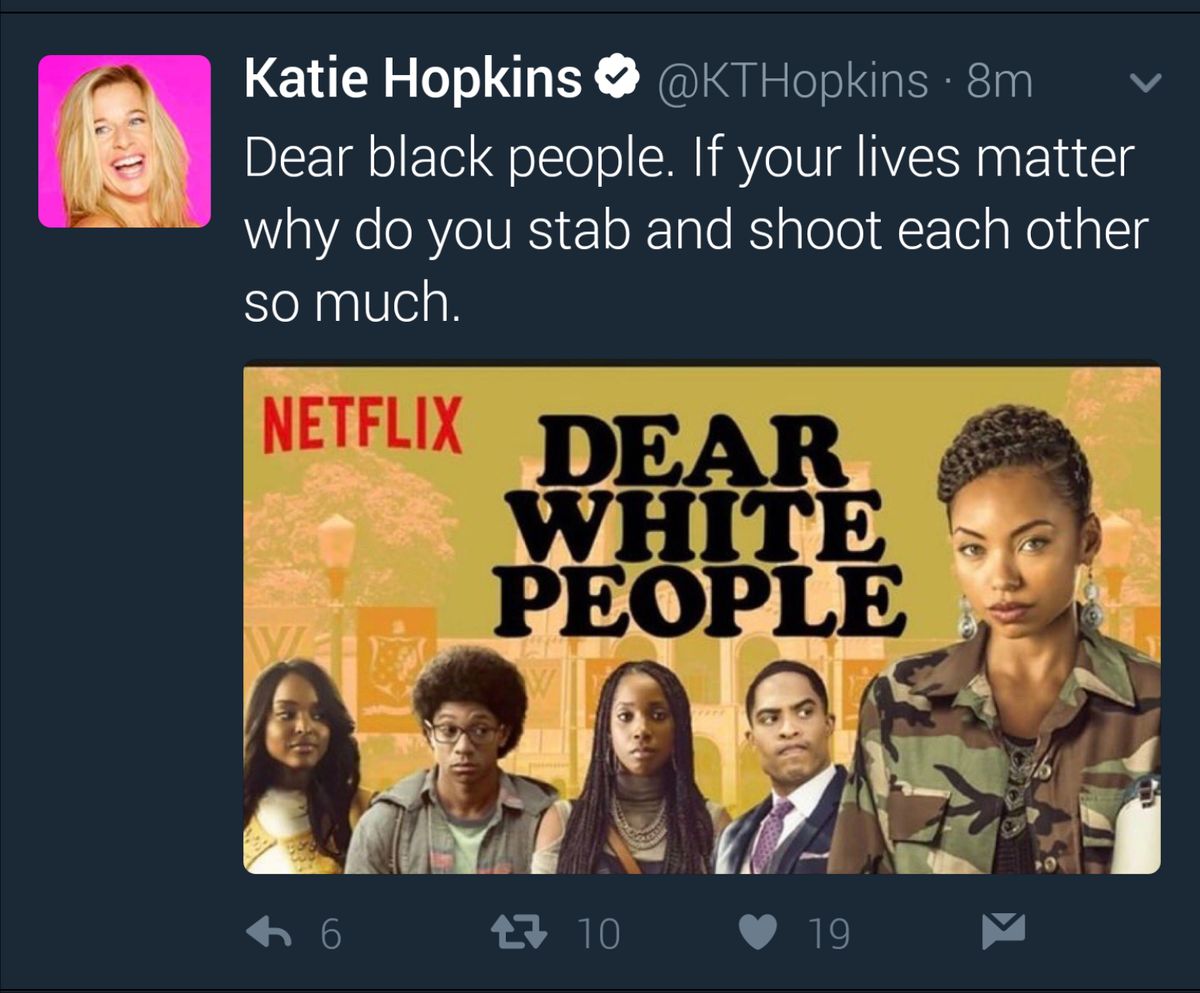 Katie Hopkins @KTHopkins · 8m
Dear black people. If your lives matter
why do you stab and shoot each other
so much.
NETFLIX
DEAR
WHITE
PEOPLE
W
W
6 10 19